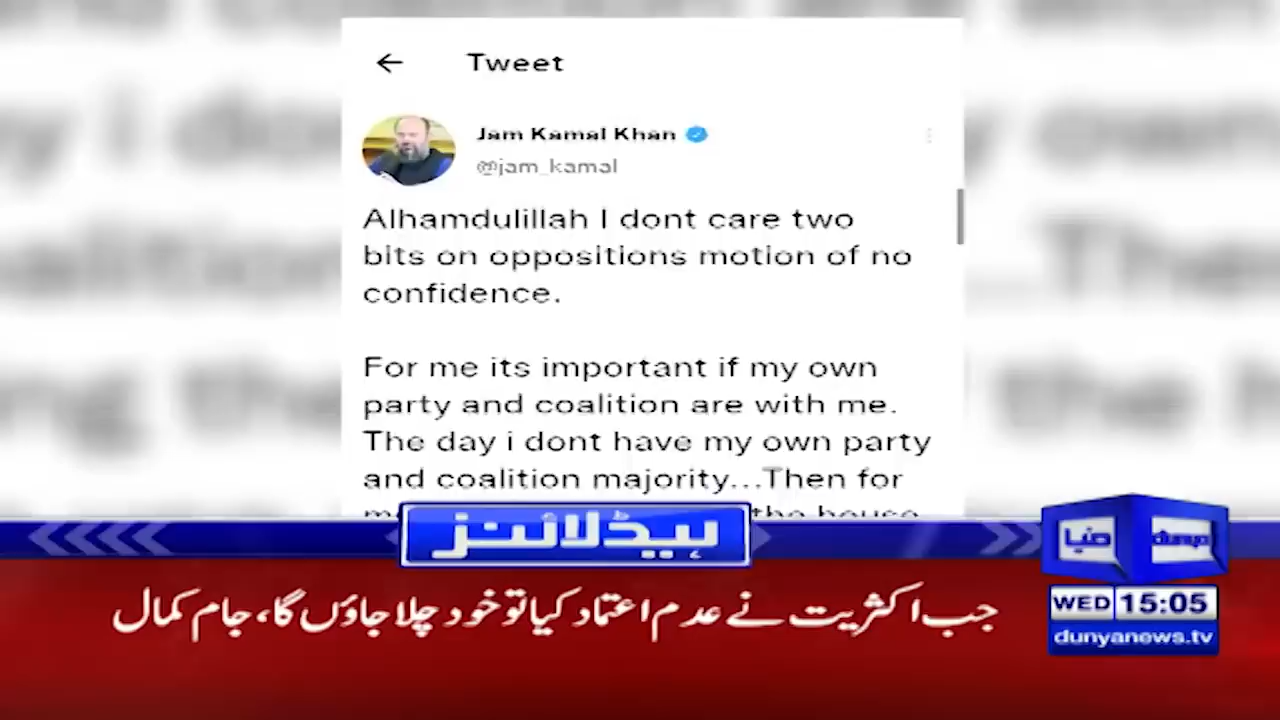 Tweet
Jam Kamal Khan
@jam_kamal
Alhamdulillah I dont care two
bits on oppositions motion of no
confidence.
For me its important if my own
party and coalition are with me.
The day i dont have my own party
and coalition majority...Then for
the house
ہیڈلائنز
دنیا
dunya
جب اکثریت نے عدم اعتماد کیا تو خود چلا جاؤں گا، جام کمال
WED 15:05
dunyanews.tv